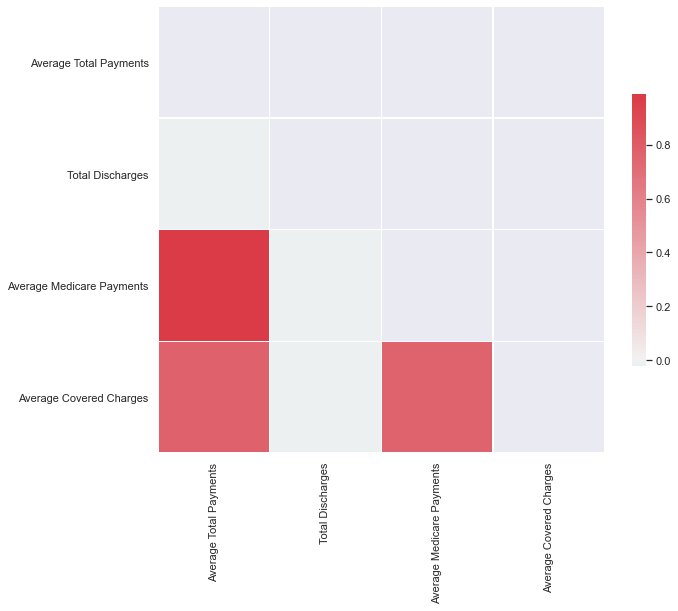 Average Total Payments
Total Discharges
Average Medicare Payments
Average Covered Charges
0.8
0.6
0.4
0.2
0.0
Average Total Payments
Total Discharges
Average Medicare Payments
Average Covered Charges